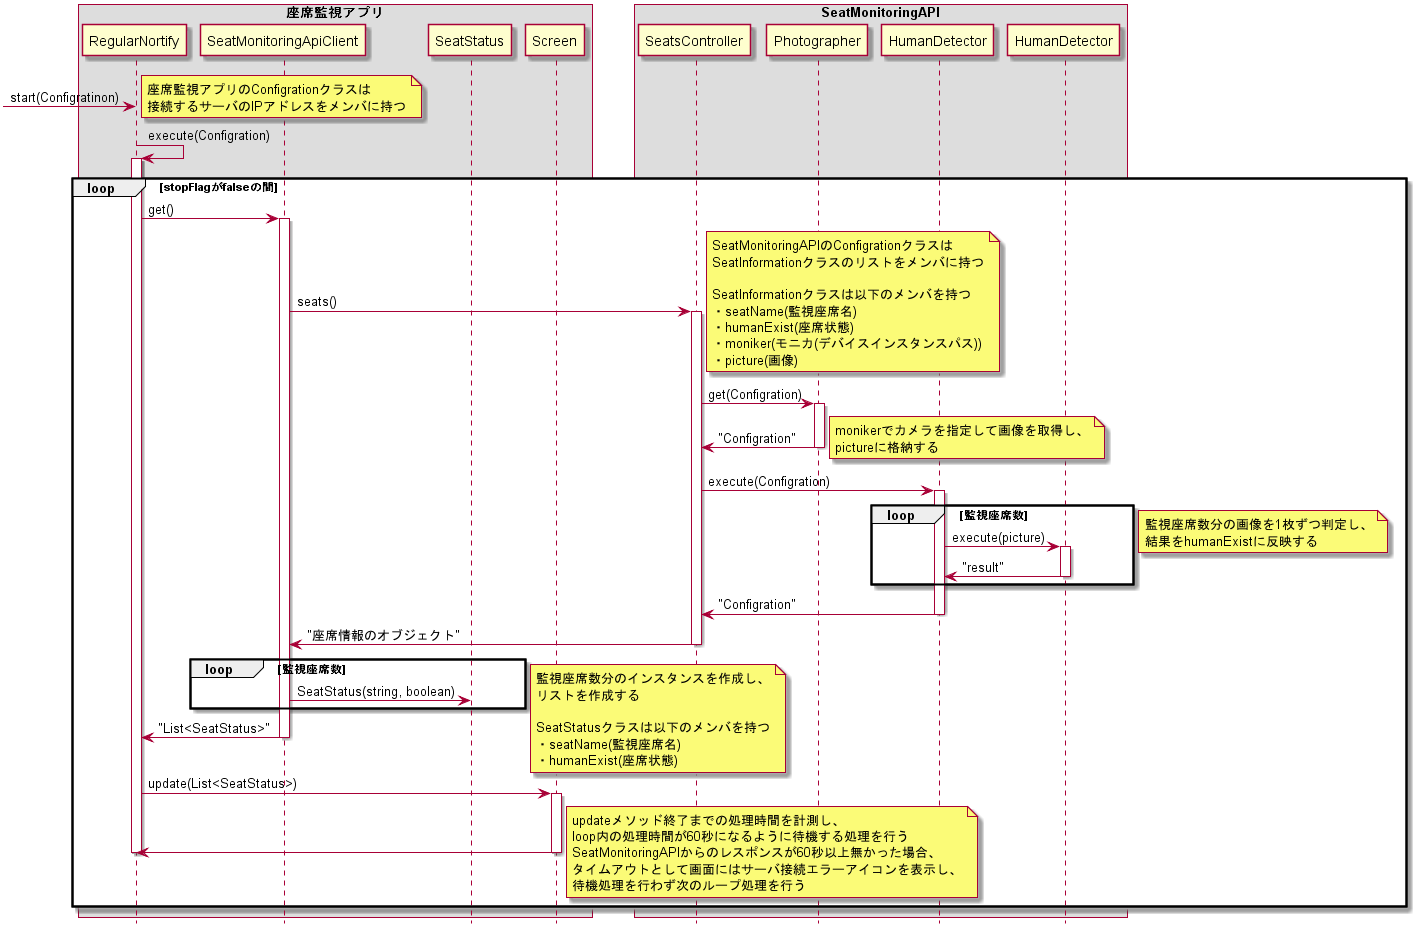 座席監視アプリ
SeatMonitoringAPI
RegularNortify
SeatMonitoringApiClient
SeatStatus
Screen
SeatsController
Photographer
HumanDetector
HumanDetector
start(Configratinon)
座席監視アプリのConfigrationクラスは
接続するサーバのIPアドレスをメンバに持つ
execute(Configration)
loop [stopFlagがfalseの間]
get()
SeatMonitoringAPIのConfigrationクラスは
SeatInformationクラスのリストをメンバに持つ
SeatInformationクラスは以下のメンバを持つ
・seatName(監視座席名)
・humanExist(座席状態)
・moniker(モニカ(デバイスインスタンスパス))
・picture(画像)
seats()
get(Configration)
"Configration"
monikerでカメラを指定して画像を取得し、
pictureに格納する
execute(Configration)
loop [監視座席数]
監視座席数分の画像を1枚ずつ判定し、
結果をhumanExistに反映する
execute(picture)
"result"
"Configration"
"座席情報のオブジェクト"
loop [監視座席数]
監視座席数分のインスタンスを作成し、
リストを作成する
SeatStatusクラスは以下のメンバを持つ
・seatName(監視座席名)
・humanExist(座席状態)
SeatStatus(string, boolean)
"List<SeatStatus>"
update(List<SeatStatus>)
updateメソッド終了までの処理時間を計測し、
loop内の処理時間が60秒になるように待機する処理を行う
SeatMonitoringAPIからのレスポンスが60秒以上無かった場合、
タイムアウトとして画面にはサーバ接続エラーアイコンを表示し、
待機処理を行わず次のループ処理を行う